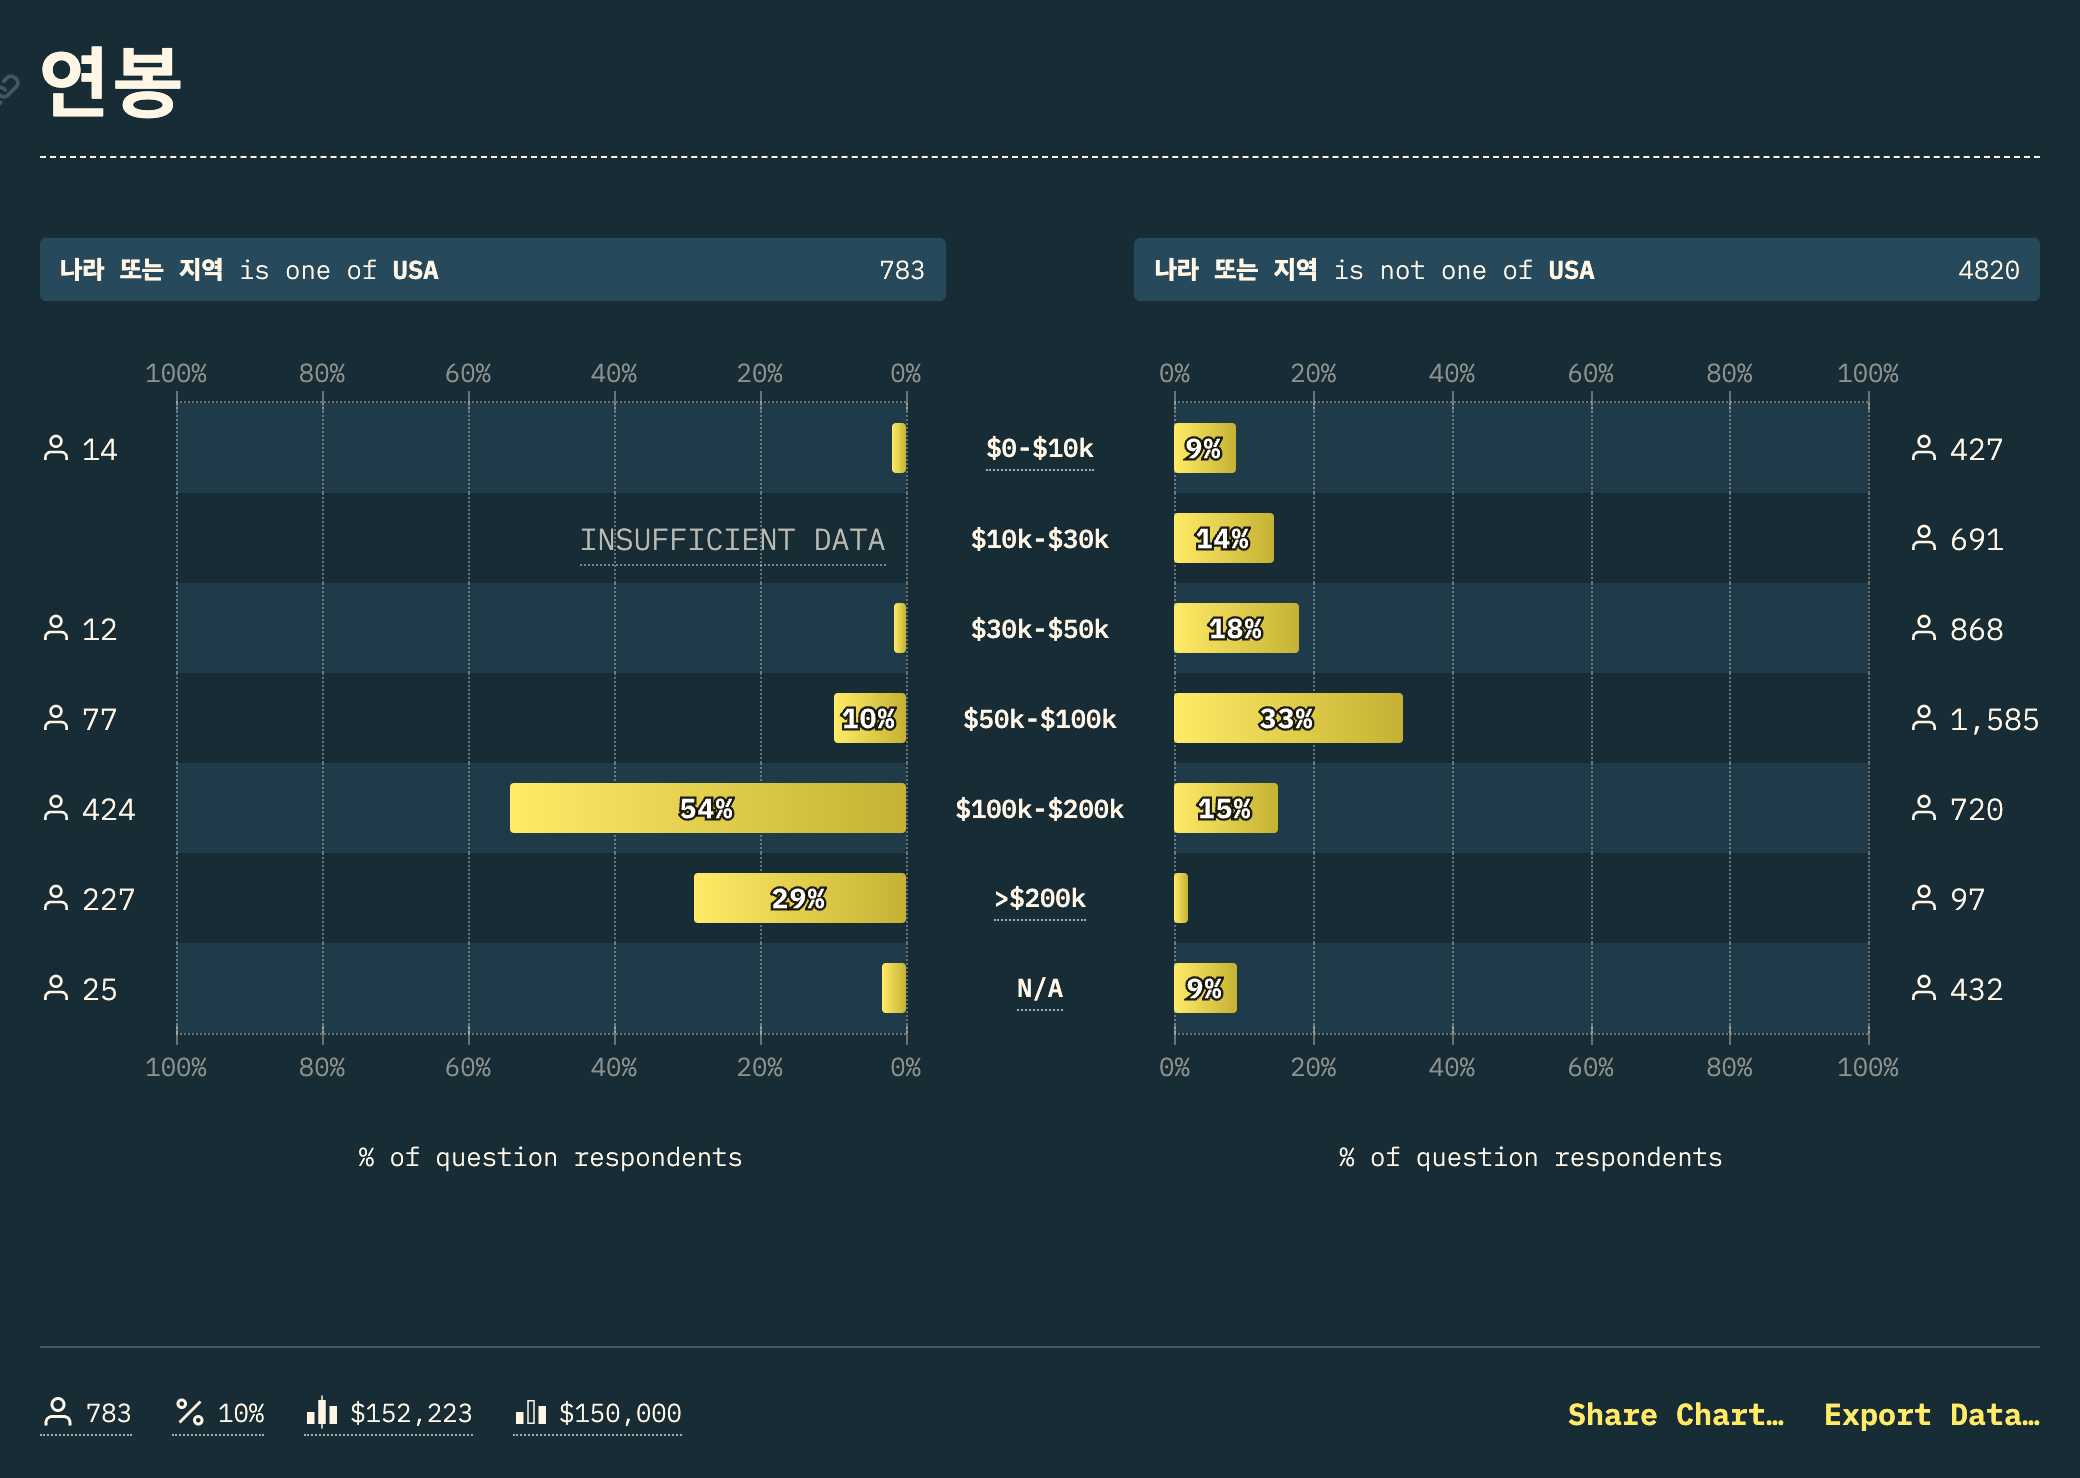 연봉
나라 또는 지역 is one of USA 783
나라 또는 지역 is not one of USA 4820
100% 80% 60% 40% 20% 0%
0% 20% 40% 60% 80% 100%
14 $0-$10k 9% 427
INSUFFICIENT DATA $10k-$30k 14% 691
12 $30k-$50k 18% 868
77 10% $50k-$100k 33% 1,585
424 54% $100k-$200k 15% 720
227 29% >$200k 97
25 N/A 9% 432
100% 80% 60% 40% 20% 0%
0% 20% 40% 60% 80% 100%
% of question respondents
% of question respondents
783 10% $152,223 $150,000
Share Chart… Export Data…